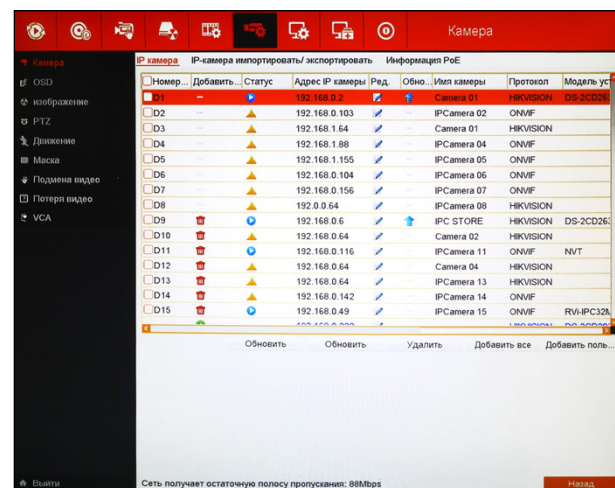 Камера
Камера
OSD
изображение
PTZ
Движение
Маска
Подмена видео
Потеря видео
VCA
Выйти
IP камера IP-камера импортировать/ экспортировать Информация PoE
Номер... Добавить... Статус Адрес IP камеры Ред. Обно... Имя камеры Протокол Модель уст
D1 192.168.0.2 Camera 01 HIKVISION DS-2CD263
D2 192.168.0.103 IPCamera 02 ONVIF
D3 192.168.1.64 Camera 01 HIKVISION
D4 192.168.1.88 IPCamera 04 ONVIF
D5 192.168.1.155 IPCamera 05 ONVIF
D6 192.168.0.104 IPCamera 06 ONVIF
D7 192.168.0.156 IPCamera 07 ONVIF
D8 192.0.0.64 IPCamera 08 HIKVISION
D9 192.168.0.6 IPC STORE HIKVISION DS-2CD263
D10 192.168.0.64 Camera 02 HIKVISION
D11 192.168.0.116 IPCamera 11 ONVIF NVT
D12 192.168.0.64 Camera 04 HIKVISION
D13 192.168.0.64 IPCamera 13 HIKVISION
D14 192.168.0.142 IPCamera 14 ONVIF
D15 192.168.0.49 IPCamera 15 ONVIF RVi-IPC32M
Обновить Обновить Удалить Добавить все Добавить поль...
Сеть получает остаточную полосу пропускания: 88Mbps
Назад